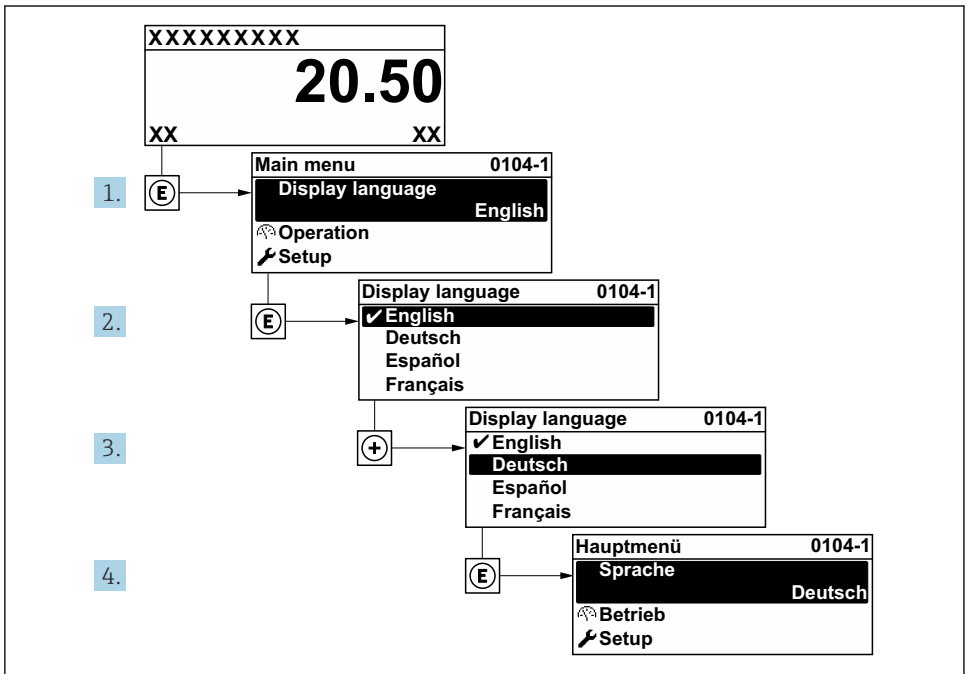 XXXXXXXXX
20.50
XX XX
1. E
Main menu 0104-1
Display language
English
Operation
Setup
2. E
Display language 0104-1
✔English
Deutsch
Español
Français
3. +
Display language 0104-1
✔English
Deutsch
Español
Français
4. E
Hauptmenü 0104-1
Sprache
Deutsch
Betrieb
Setup